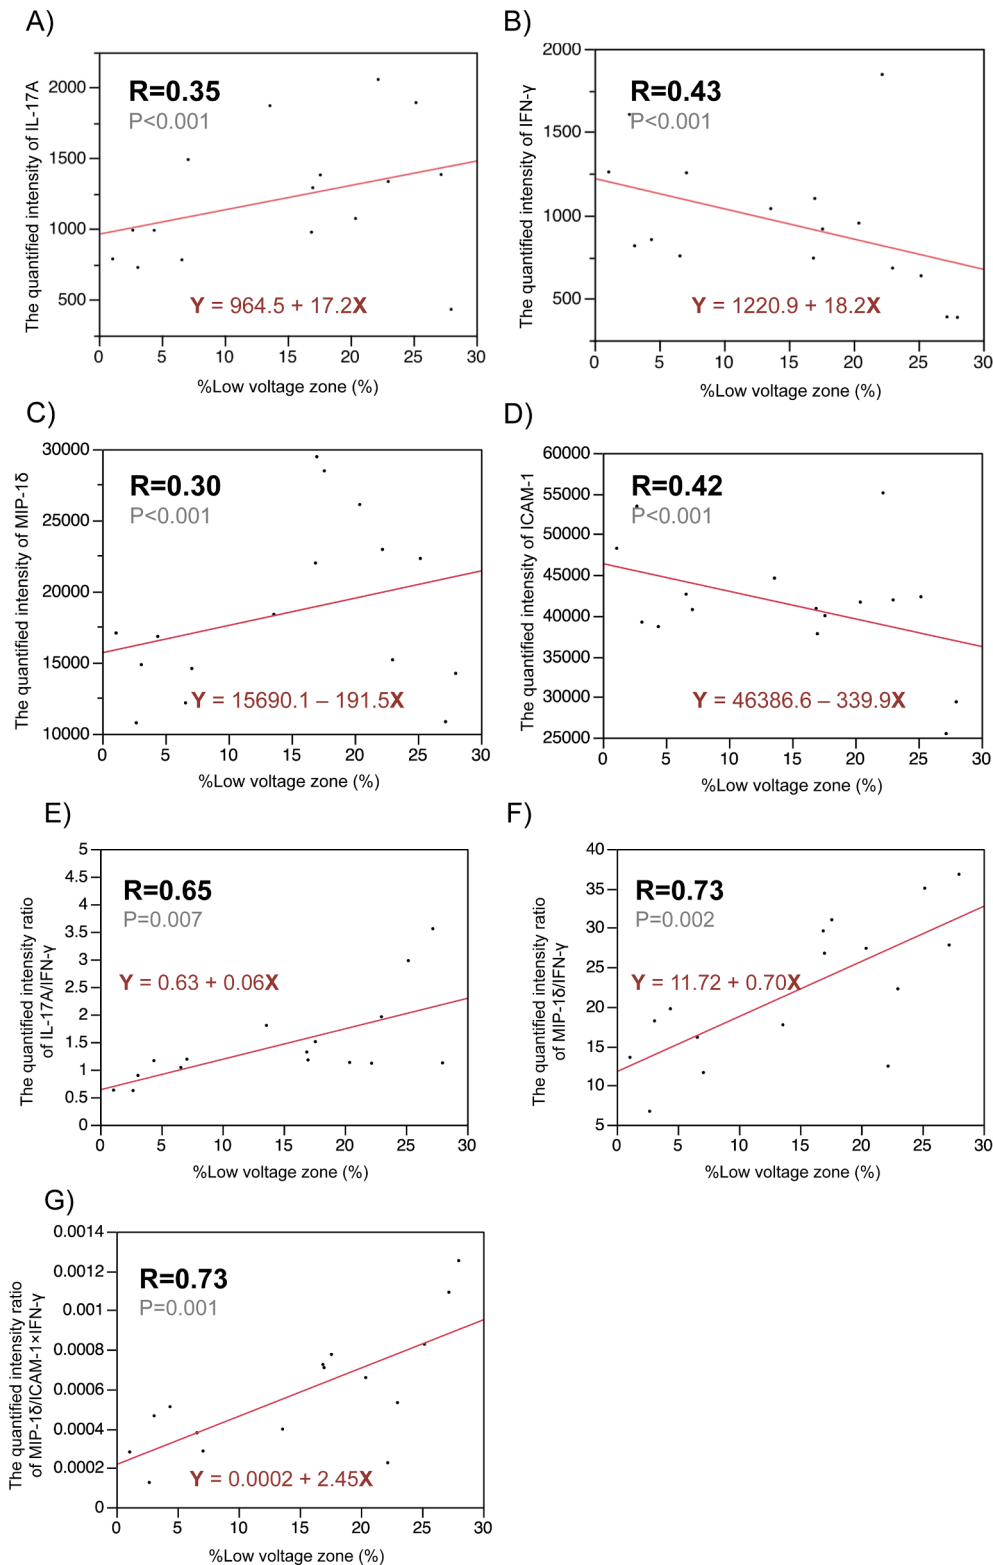 A)
The quantified intensity of IL-17A
2000
1500
1000
500
R=0.35
P<0.001
Y = 964.5 + 17.2X
0 5 10 15 20 25 30
%Low voltage zone (%)
B)
The quantified intensity of IFN-γ
2000
1500
1000
500
R=0.43
P<0.001
Y = 1220.9 + 18.2X
0 5 10 15 20 25 30
%Low voltage zone (%)
C)
The quantified intensity of MIP-1δ
30000
25000
20000
15000
10000
R=0.30
P<0.001
Y = 15690.1 – 191.5X
0 5 10 15 20 25 30
%Low voltage zone (%)
D)
The quantified intensity of ICAM-1
60000
55000
50000
45000
40000
35000
30000
25000
R=0.42
P<0.001
Y = 46386.6 – 339.9X
0 5 10 15 20 25 30
%Low voltage zone (%)
E)
The quantified intensity ratio
of IL-17A/IFN-γ
5
4.5
4
3.5
3
2.5
2
1.5
1
0.5
0
R=0.65
P=0.007
Y = 0.63 + 0.06X
0 5 10 15 20 25 30
%Low voltage zone (%)
F)
The quantified intensity ratio
of MIP-1δ/IFN-γ
40
35
30
25
20
15
10
5
R=0.73
P=0.002
Y = 11.72 + 0.70X
0 5 10 15 20 25 30
%Low voltage zone (%)
G)
The quantified intensity ratio
of MIP-1δ/ICAM-1×IFN-γ
0.0014
0.0012
0.001
0.0008
0.0006
0.0004
0.0002
0
R=0.73
P=0.001
Y = 0.0002 + 2.45X
0 5 10 15 20 25 30
%Low voltage zone (%)